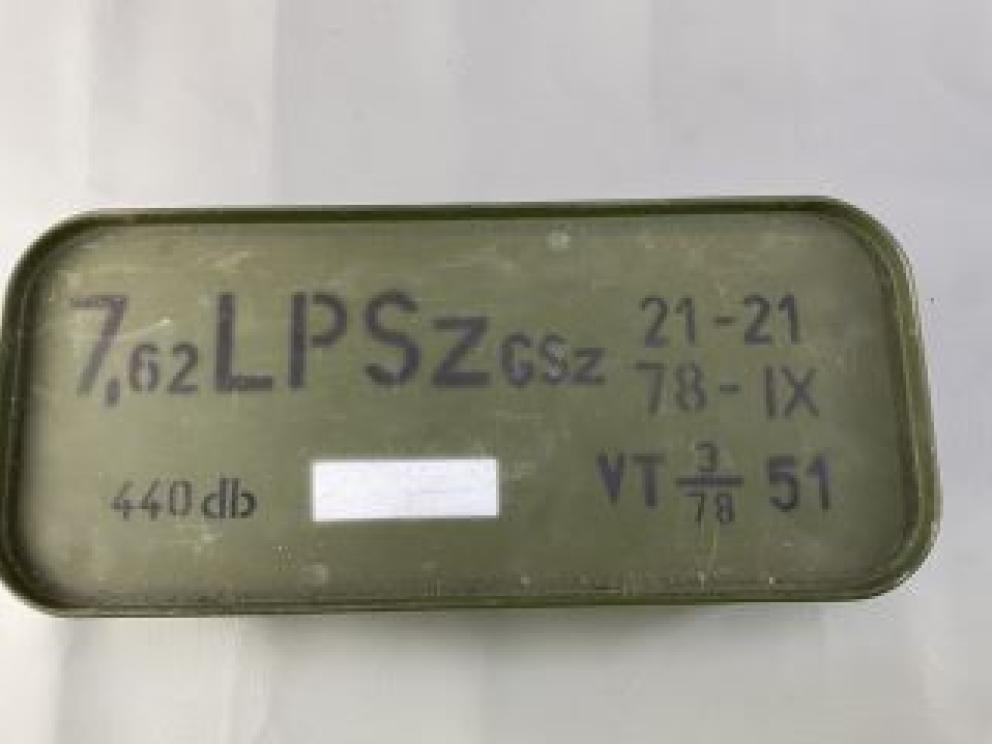 7,62 LPSz GSz 21-21
78-IX
440 db VT 3/78 51